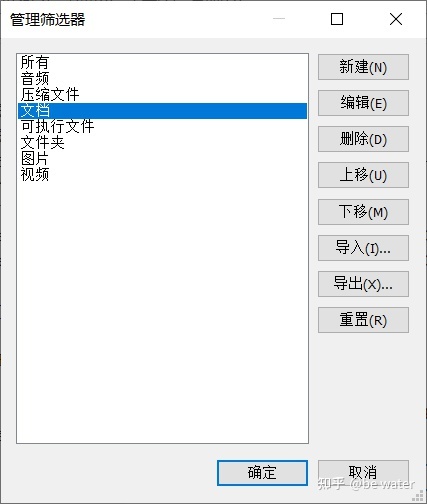 管理筛选器
所有
音频
压缩文件
文档
可执行文件
文件夹
图片
视频
新建(N)
编辑(E)
删除(D)
上移(U)
下移(M)
导入(I)...
导出(X)...
重置(R)
确定
取消
知乎 @be water